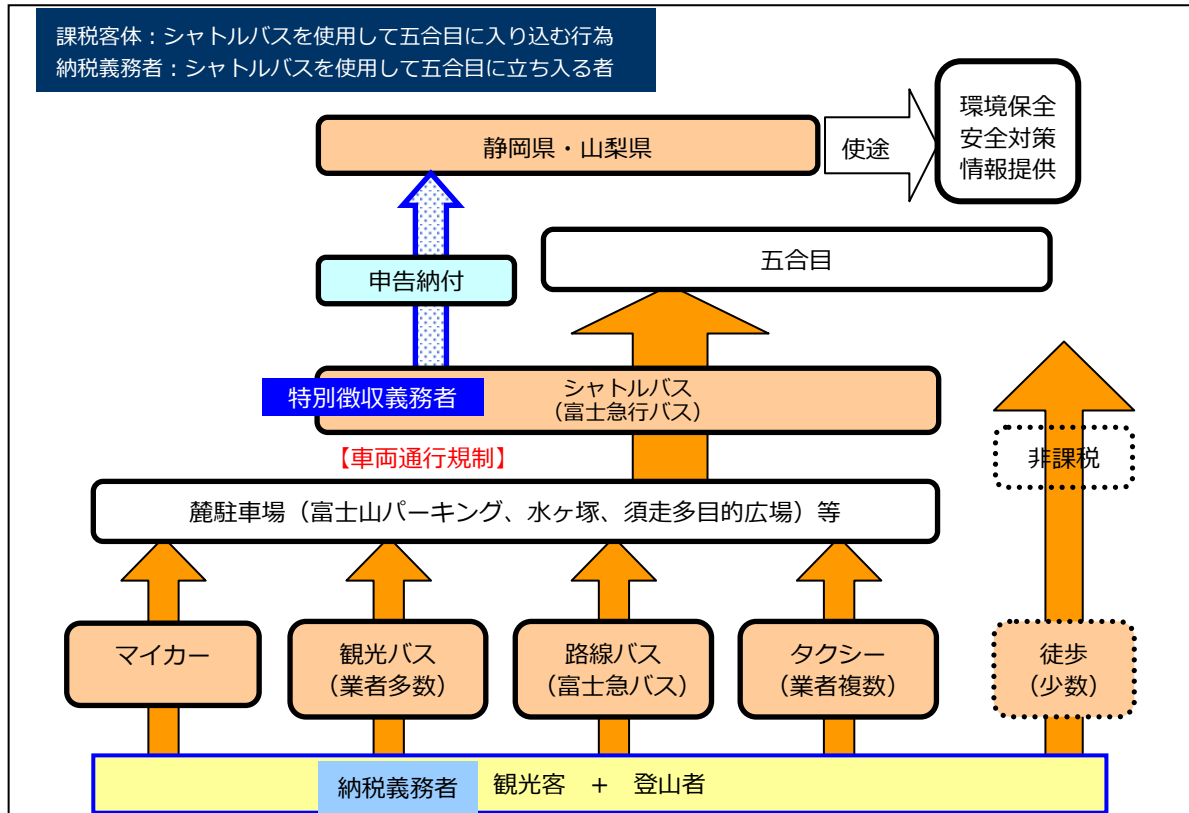 課税客体：シャトルバスを使用して五合目に入り込む行為
納税義務者：シャトルバスを使用して五合目に立ち入る者
静岡県・山梨県
使途
環境保全
安全対策
情報提供
五合目
申告納付
特別徴収義務者
シャトルバス
（富士急行バス）
【車両通行規制】
非課税
麓駐車場（富士山パーキング、水ヶ塚、須走多目的広場）等
マイカー
観光バス
（業者多数）
路線バス
（富士急バス）
タクシー
（業者複数）
徒歩
（少数）
納税義務者
観光客　＋　登山者